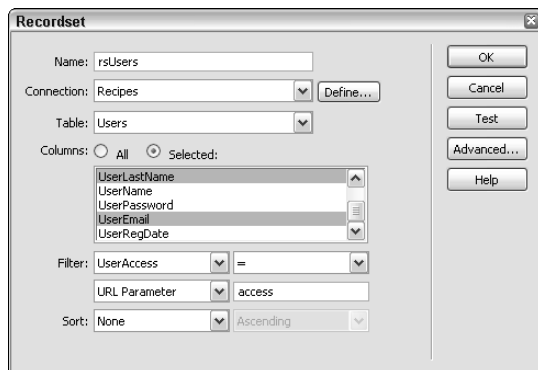 Recordset
Name: rsUsers
Connection: Recipes Define...
Table: Users
Columns: All Selected:
UserLastName
UserName
UserPassword
UserEmail
UserRegDate
Filter: UserAccess =
URL Parameter access
Sort: None Ascending
OK
Cancel
Test
Advanced...
Help